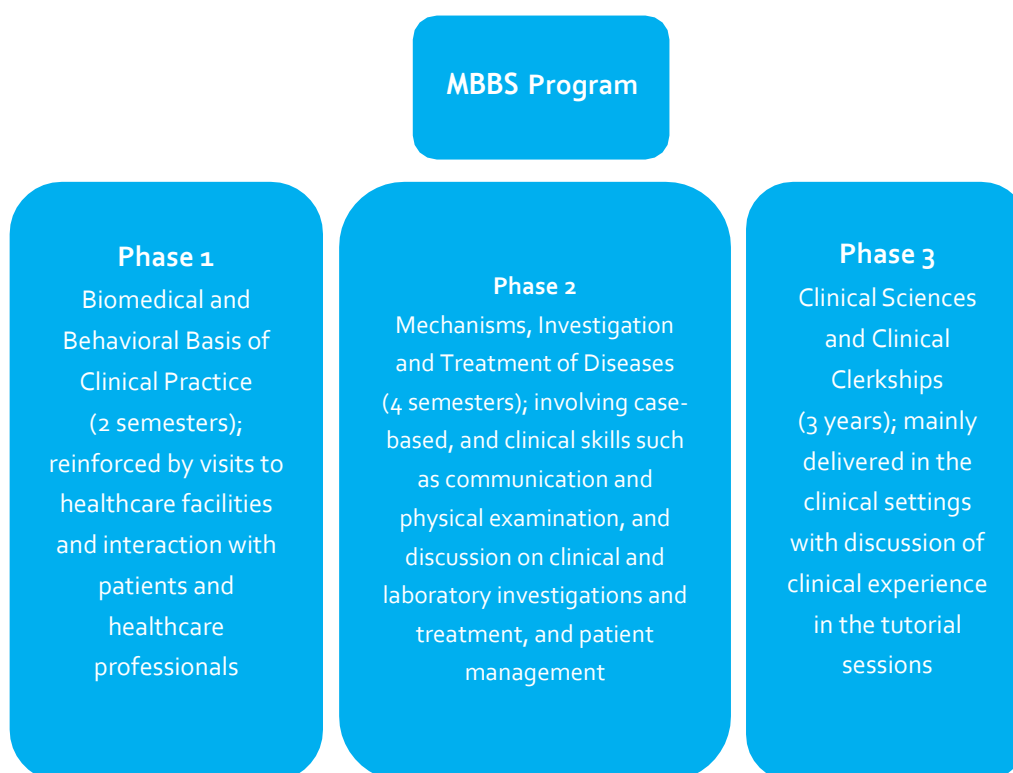 MBBS Program
Phase 1
Biomedical and
Behavioral Basis of
Clinical Practice
(2 semesters);
reinforced by visits to
healthcare facilities
and interaction with
patients and
healthcare
professionals
Phase 2
Mechanisms, Investigation
and Treatment of Diseases
(4 semesters); involving case-
based, and clinical skills such
as communication and
physical examination, and
discussion on clinical and
laboratory investigations and
treatment, and patient
management
Phase 3
Clinical Sciences
and Clinical
Clerkships
(3 years); mainly
delivered in the
clinical settings
with discussion of
clinical experience
in the tutorial
sessions